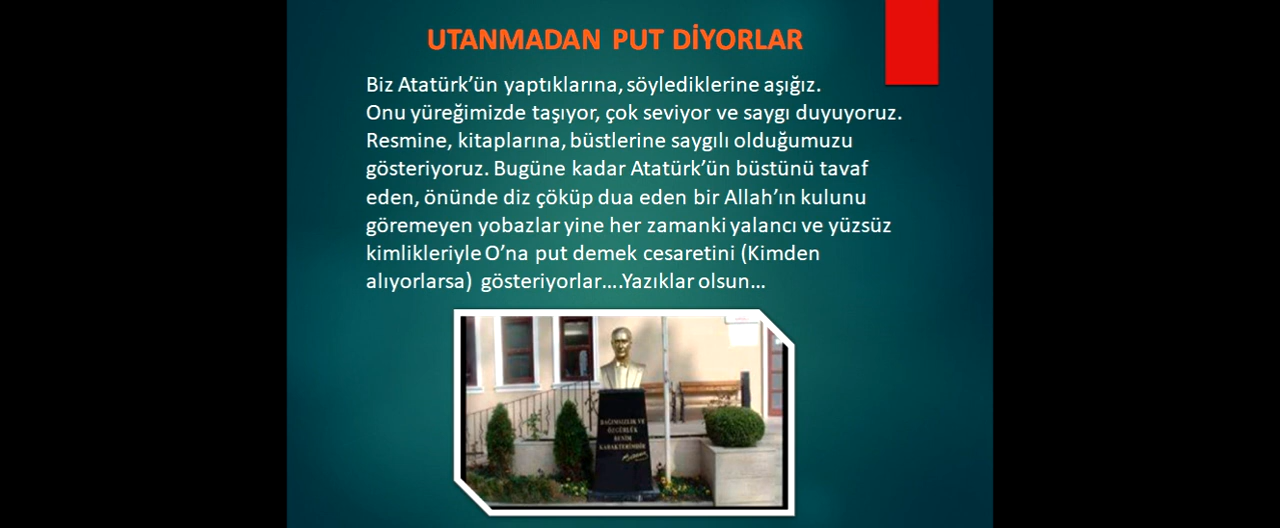 UTANMADAN PUT DİYORLAR
Biz Atatürk'ün yaptıklarına, söylediklerine aşığız.
Onu yüreğimizde taşıyor, çok seviyor ve saygı duyuyoruz.
Resmine, kitaplarına, büstlerine saygılı olduğumuzu
gösteriyoruz. Bugüne kadar Atatürk'ün büstünü tavaf
eden, önünde diz çöküp dua eden bir Allah'ın kulunu
göremeyen yobazlar yine her zamanki yalancı ve yüzsüz
kimlikleriyle O'na put demek cesaretini (Kimden
alıyorlarsa) gösteriyorlar….Yazıklar olsun…
BAĞIMSIZLIK VE
ÖZGÜRLÜK
BENİM
KARAKTERİMDİR